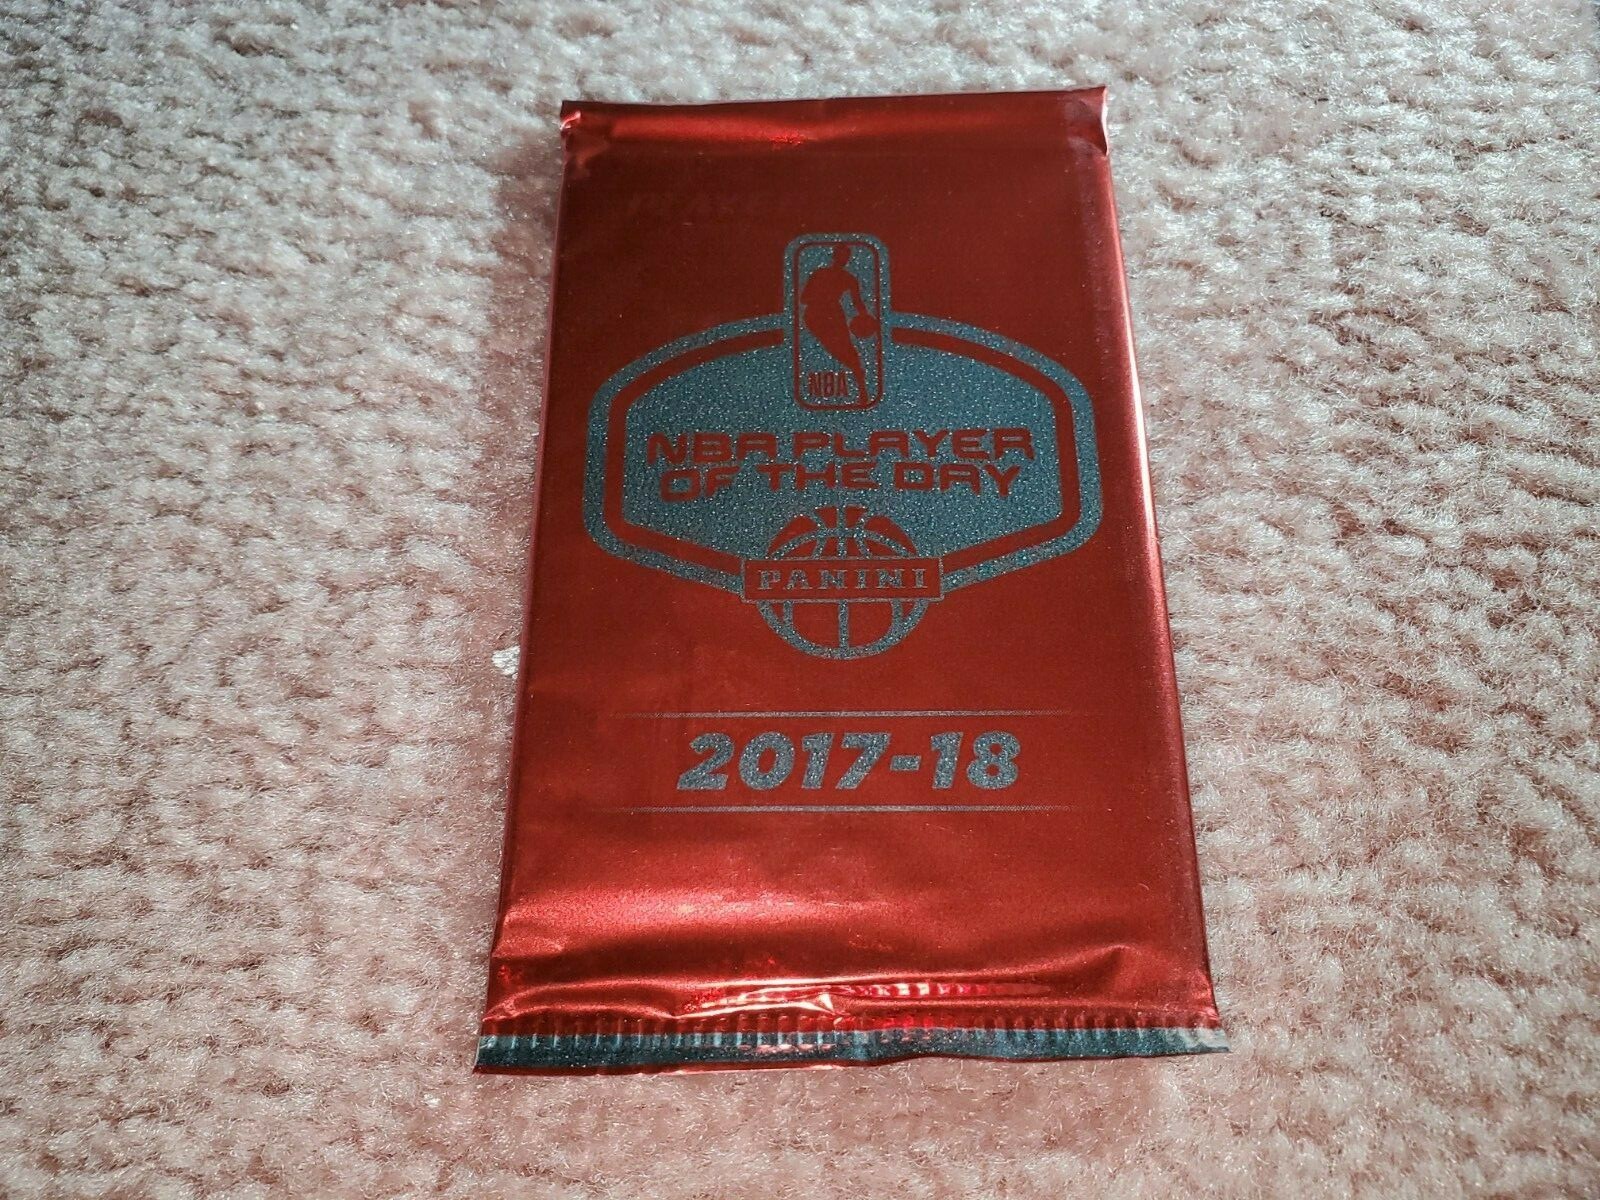 NBA
NBA PLAYER
OF THE DAY
PANINI
2017-18